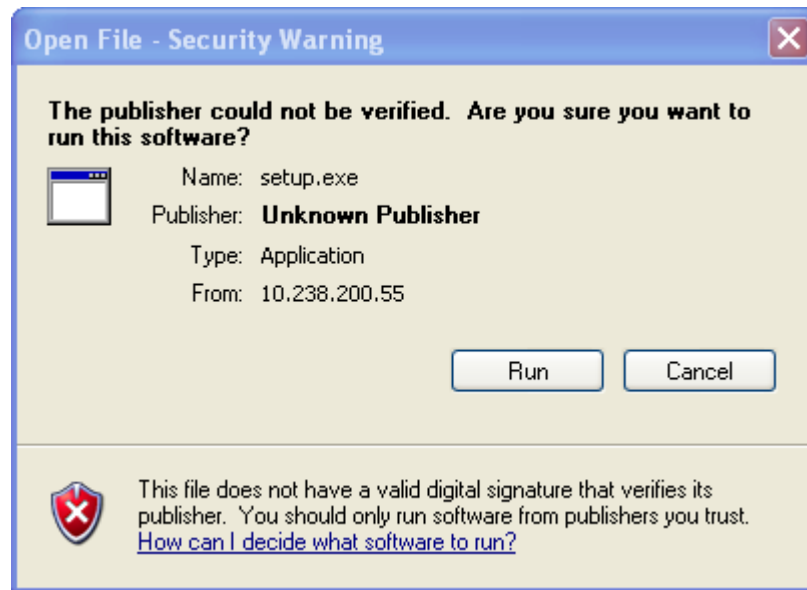 Open File - Security Warning
The publisher could not be verified. Are you sure you want to
run this software?
Name: setup.exe
Publisher: Unknown Publisher
Type: Application
From: 10.238.200.55
Run Cancel
This file does not have a valid digital signature that verifies its
publisher. You should only run software from publishers you trust.
How can I decide what software to run?